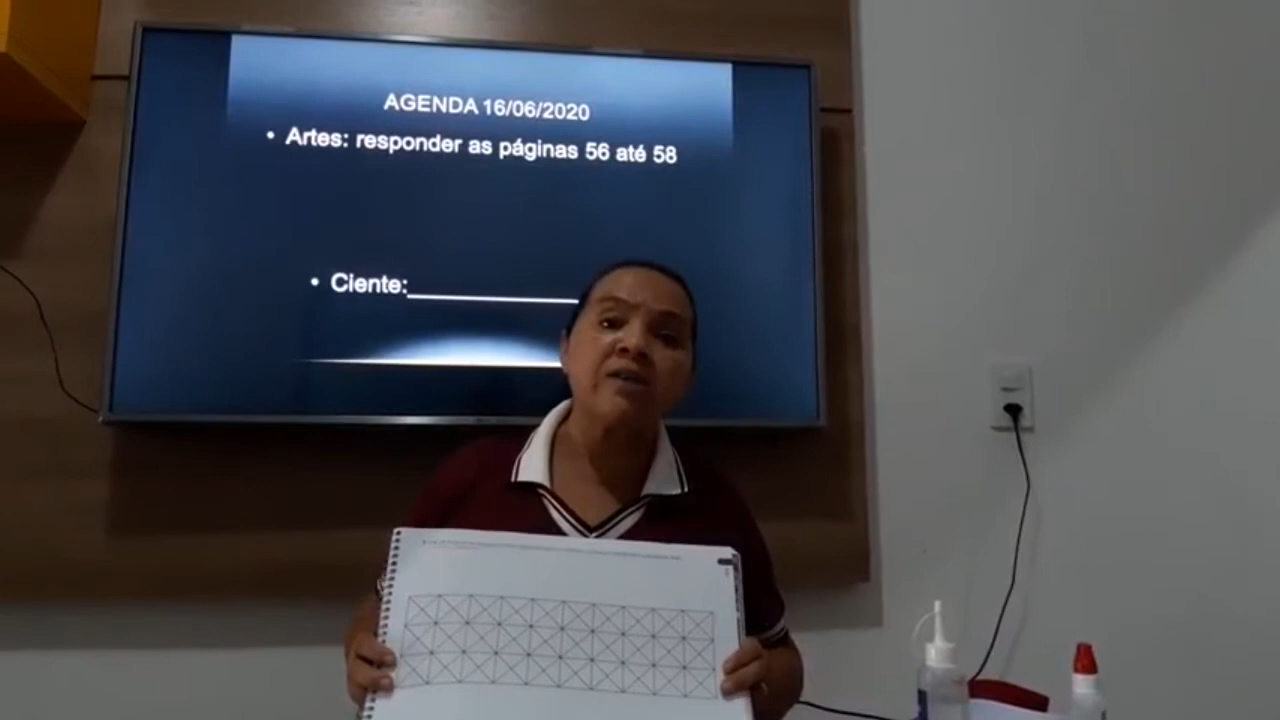 AGENDA 16/06/2020
• Artes: responder as páginas 56 até 58
• Ciente: